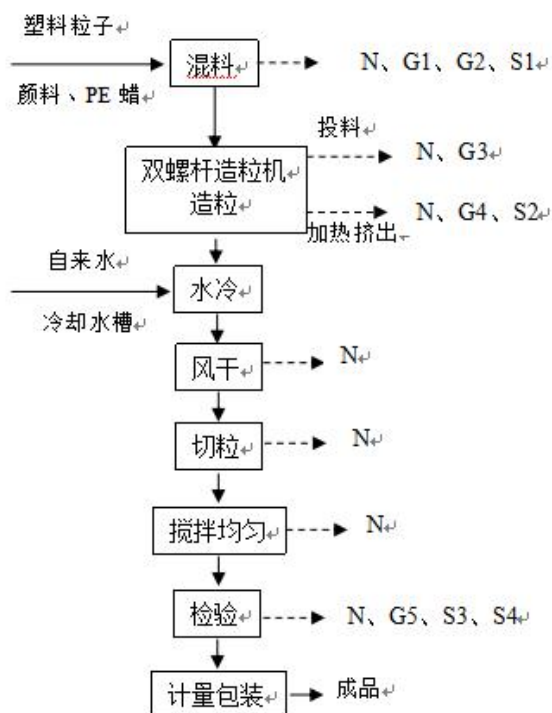 塑料粒子
混料
N、G1、G2、S1
颜料、PE 蜡
投料
双螺杆造粒机
造粒
N、G3
N、G4、S2
加热挤出
自来水
水冷
冷却水槽
风干
N
切粒
N
搅拌均匀
N
检验
N、G5、S3、S4
计量包装
成品